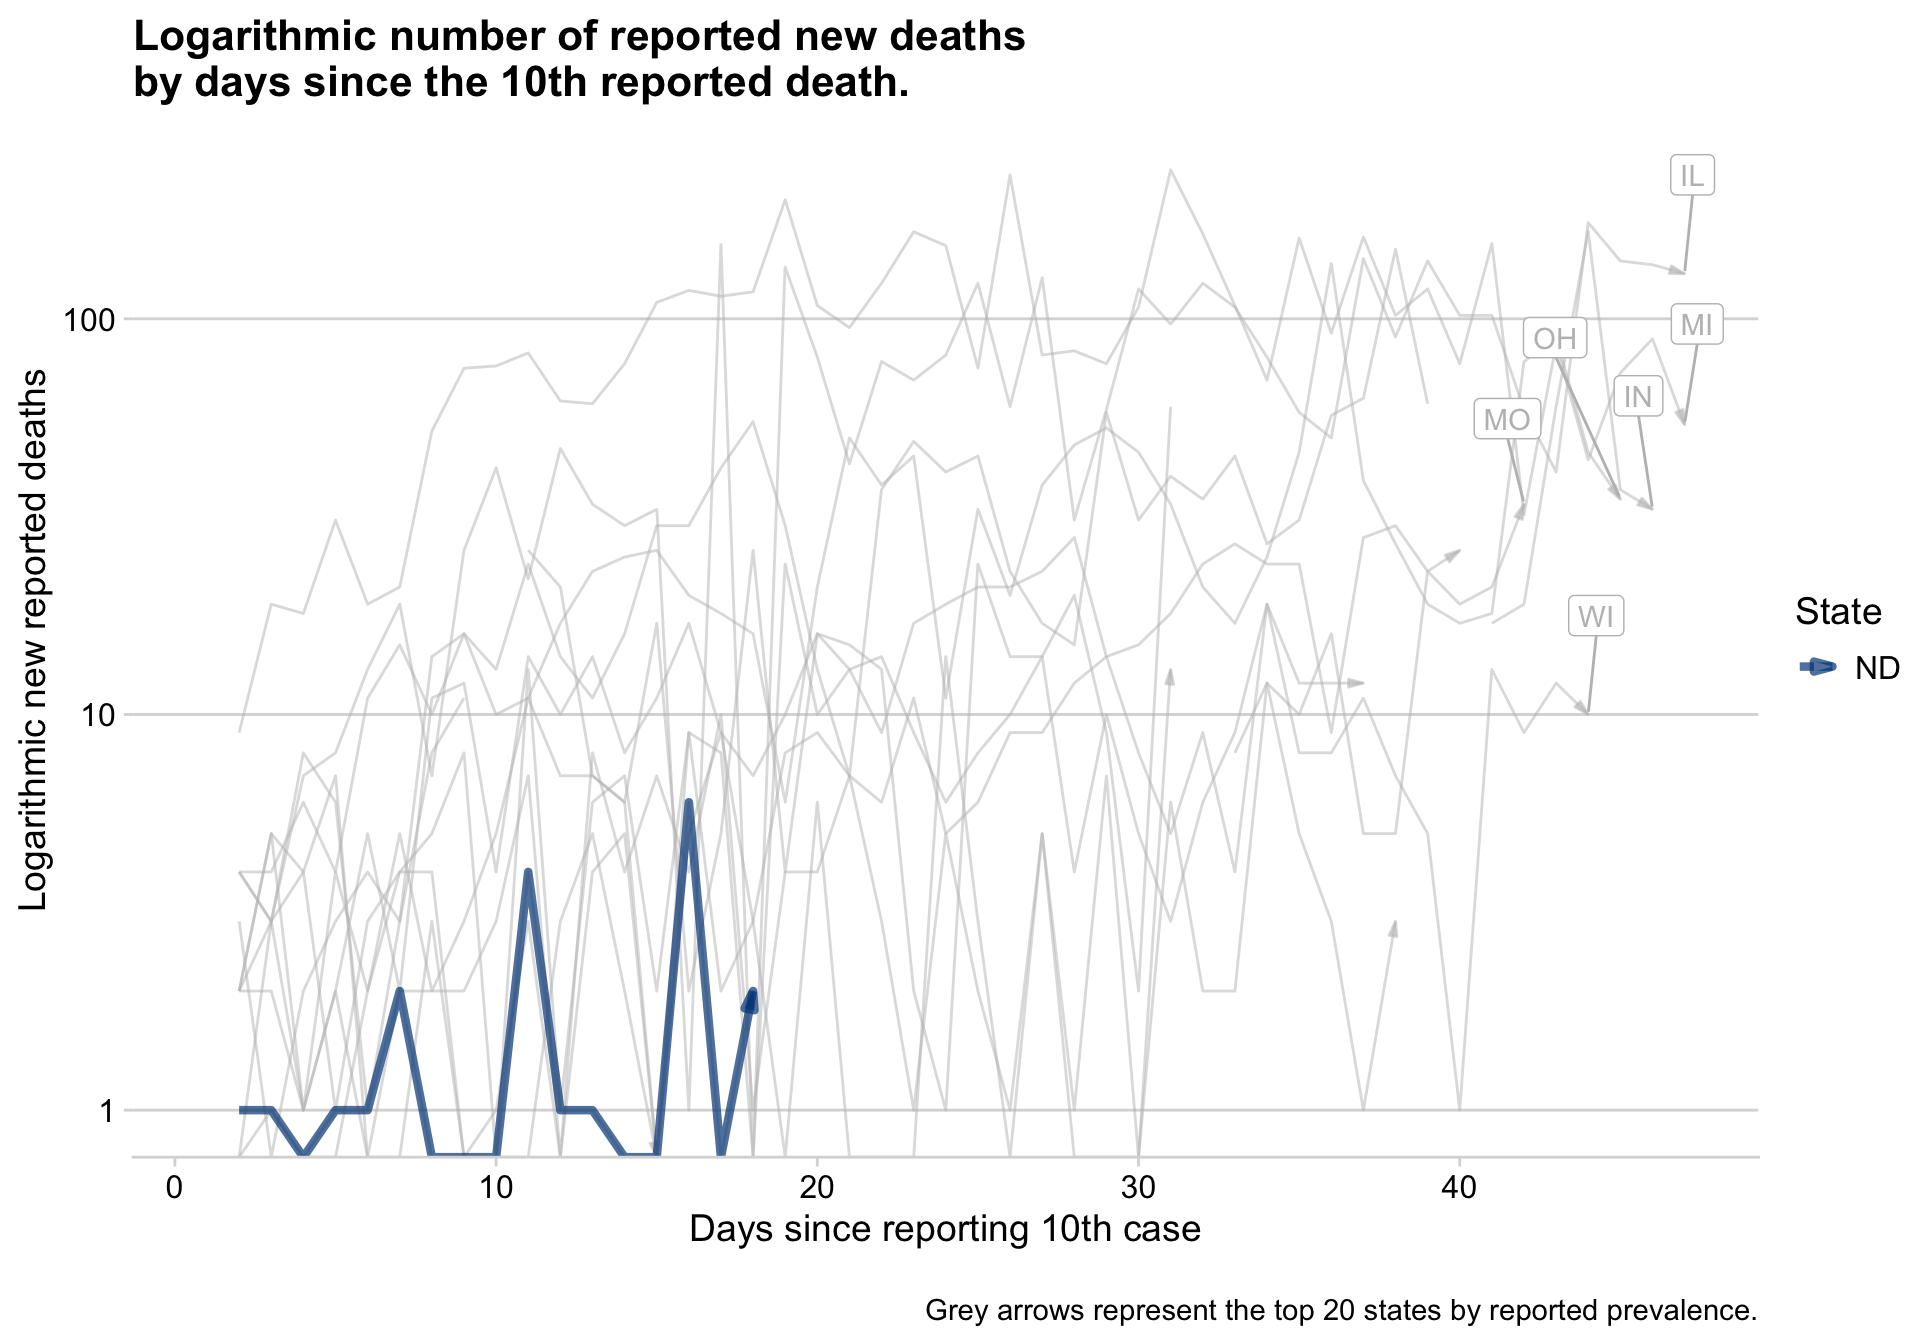 Logarithmic number of reported new deaths
by days since the 10th reported death.
IL
100
MI
OH
IN
MO
WI
State
ND
10
1
Logarithmic new reported deaths
0
10
20
30
40
Days since reporting 10th case
Grey arrows represent the top 20 states by reported prevalence.